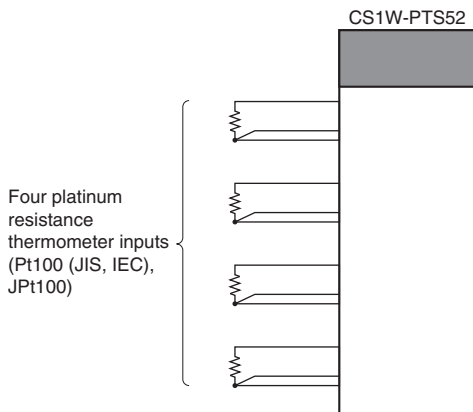 CS1W-PTS52
Four platinum
resistance
thermometer inputs
(Pt100 (JIS, IEC),
JPt100)